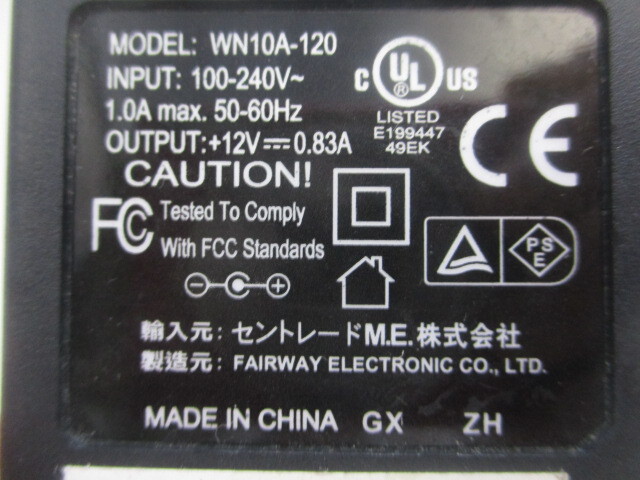 MODEL: WN10A-120
INPUT: 100-240V~
1.0A max. 50-60Hz
OUTPUT:+12V⎓0.83A
CAUTION!
c UL® US
LISTED
E199447
49EK
CE
FC Tested To Comply
With FCC Standards
PS
E
輸入元: セントレードM.E.株式会社
製造元: FAIRWAY ELECTRONIC CO., LTD.
MADE IN CHINA GX ZH